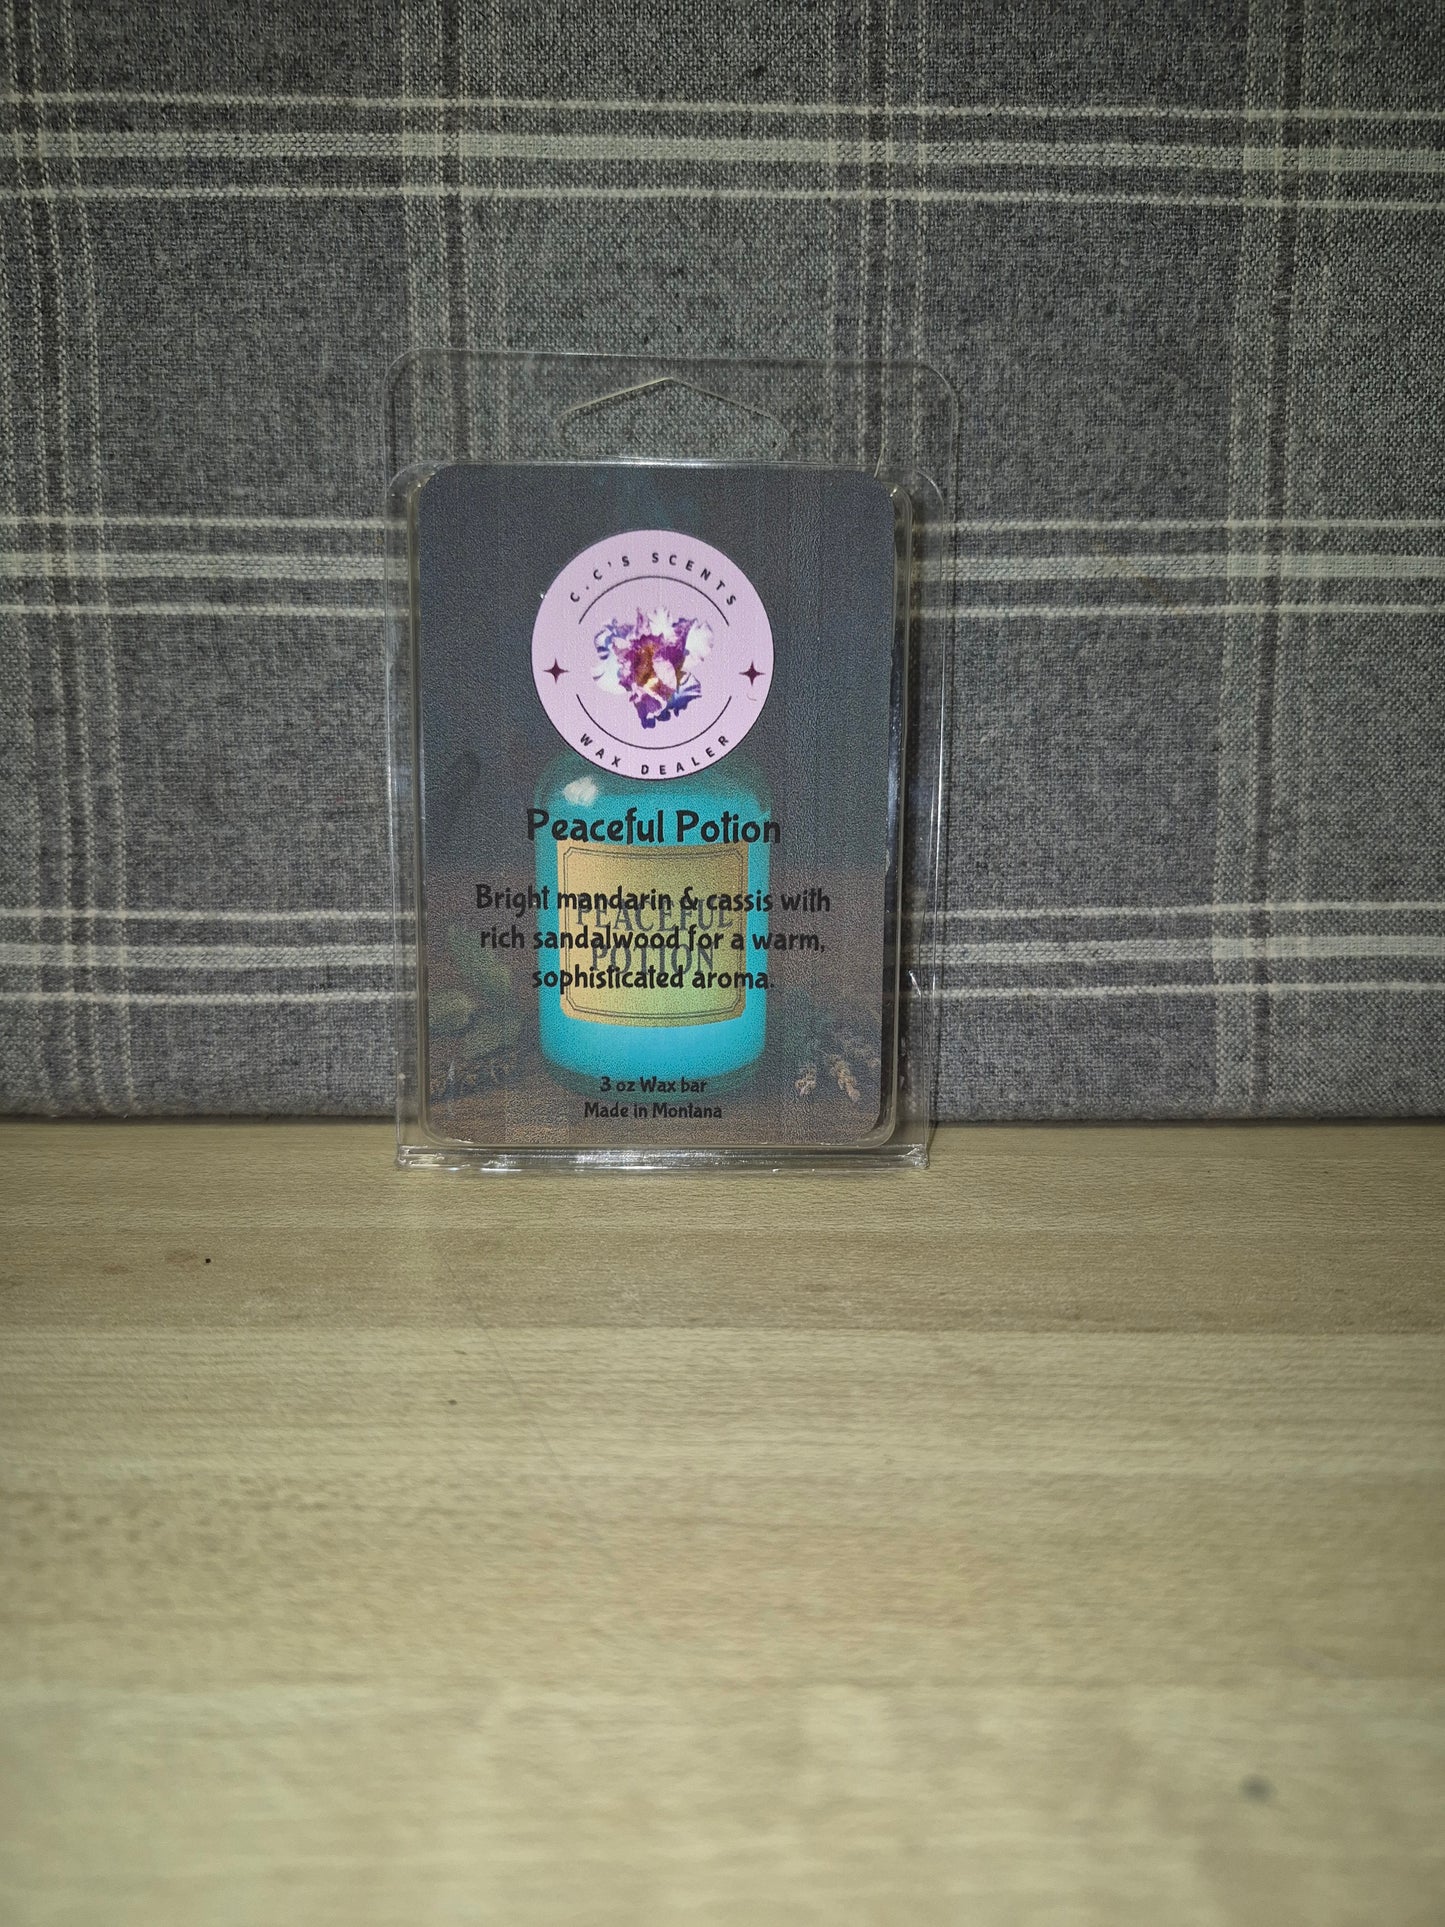 C.C'S SCENTS
WAX DEALER
Peaceful Potion
Bright mandarin & cassis with
rich sandalwood for a warm,
sophisticated aroma.
PEACEFUL
POTION
3 oz Wax bar
Made in Montana